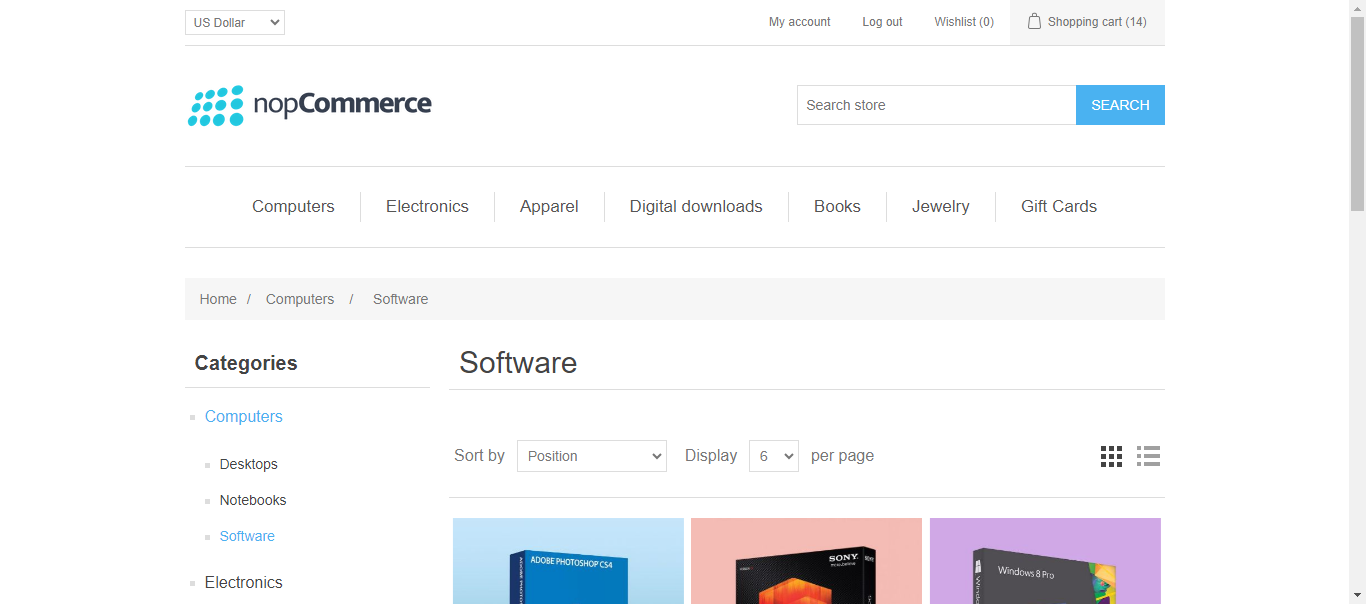 US Dollar
My account
Log out
Wishlist (0)
Shopping cart (14)
nopCommerce
Search store
SEARCH
Computers
Electronics
Apparel
Digital downloads
Books
Jewelry
Gift Cards
Home / Computers / Software
Categories
Computers
Desktops
Notebooks
Software
Electronics
Software
Sort by
Position
Display
6
per page
ADOBE PHOTOSHOP CS4
SONY
Windows 8 Pro